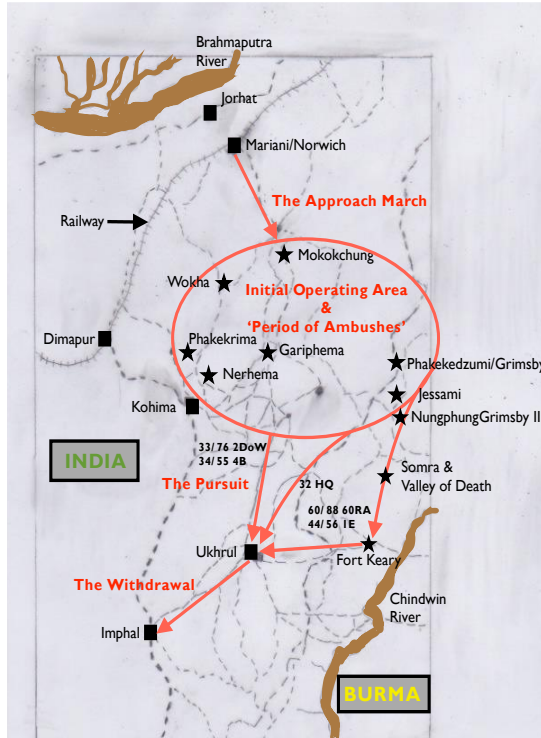 Brahmaputra
River
Jorhat
Mariani/Norwich
The Approach March
Railway
Mokokchung
Wokha
Initial Operating Area
&
'Period of Ambushes'
Dimapur
Phakekrima
Gariphema
Phakekedzumi/Grimsby
Nerhema
Jessami
Kohima
NungphungGrimsby II
33/76 2DoW
34/55 4B
INDIA
The Pursuit
32 HQ
Somra &
Valley of Death
60/88 60RA
44/56 1E
Ukhrul
Fort Keary
The Withdrawal
Chindwin
River
Imphal
BURMA